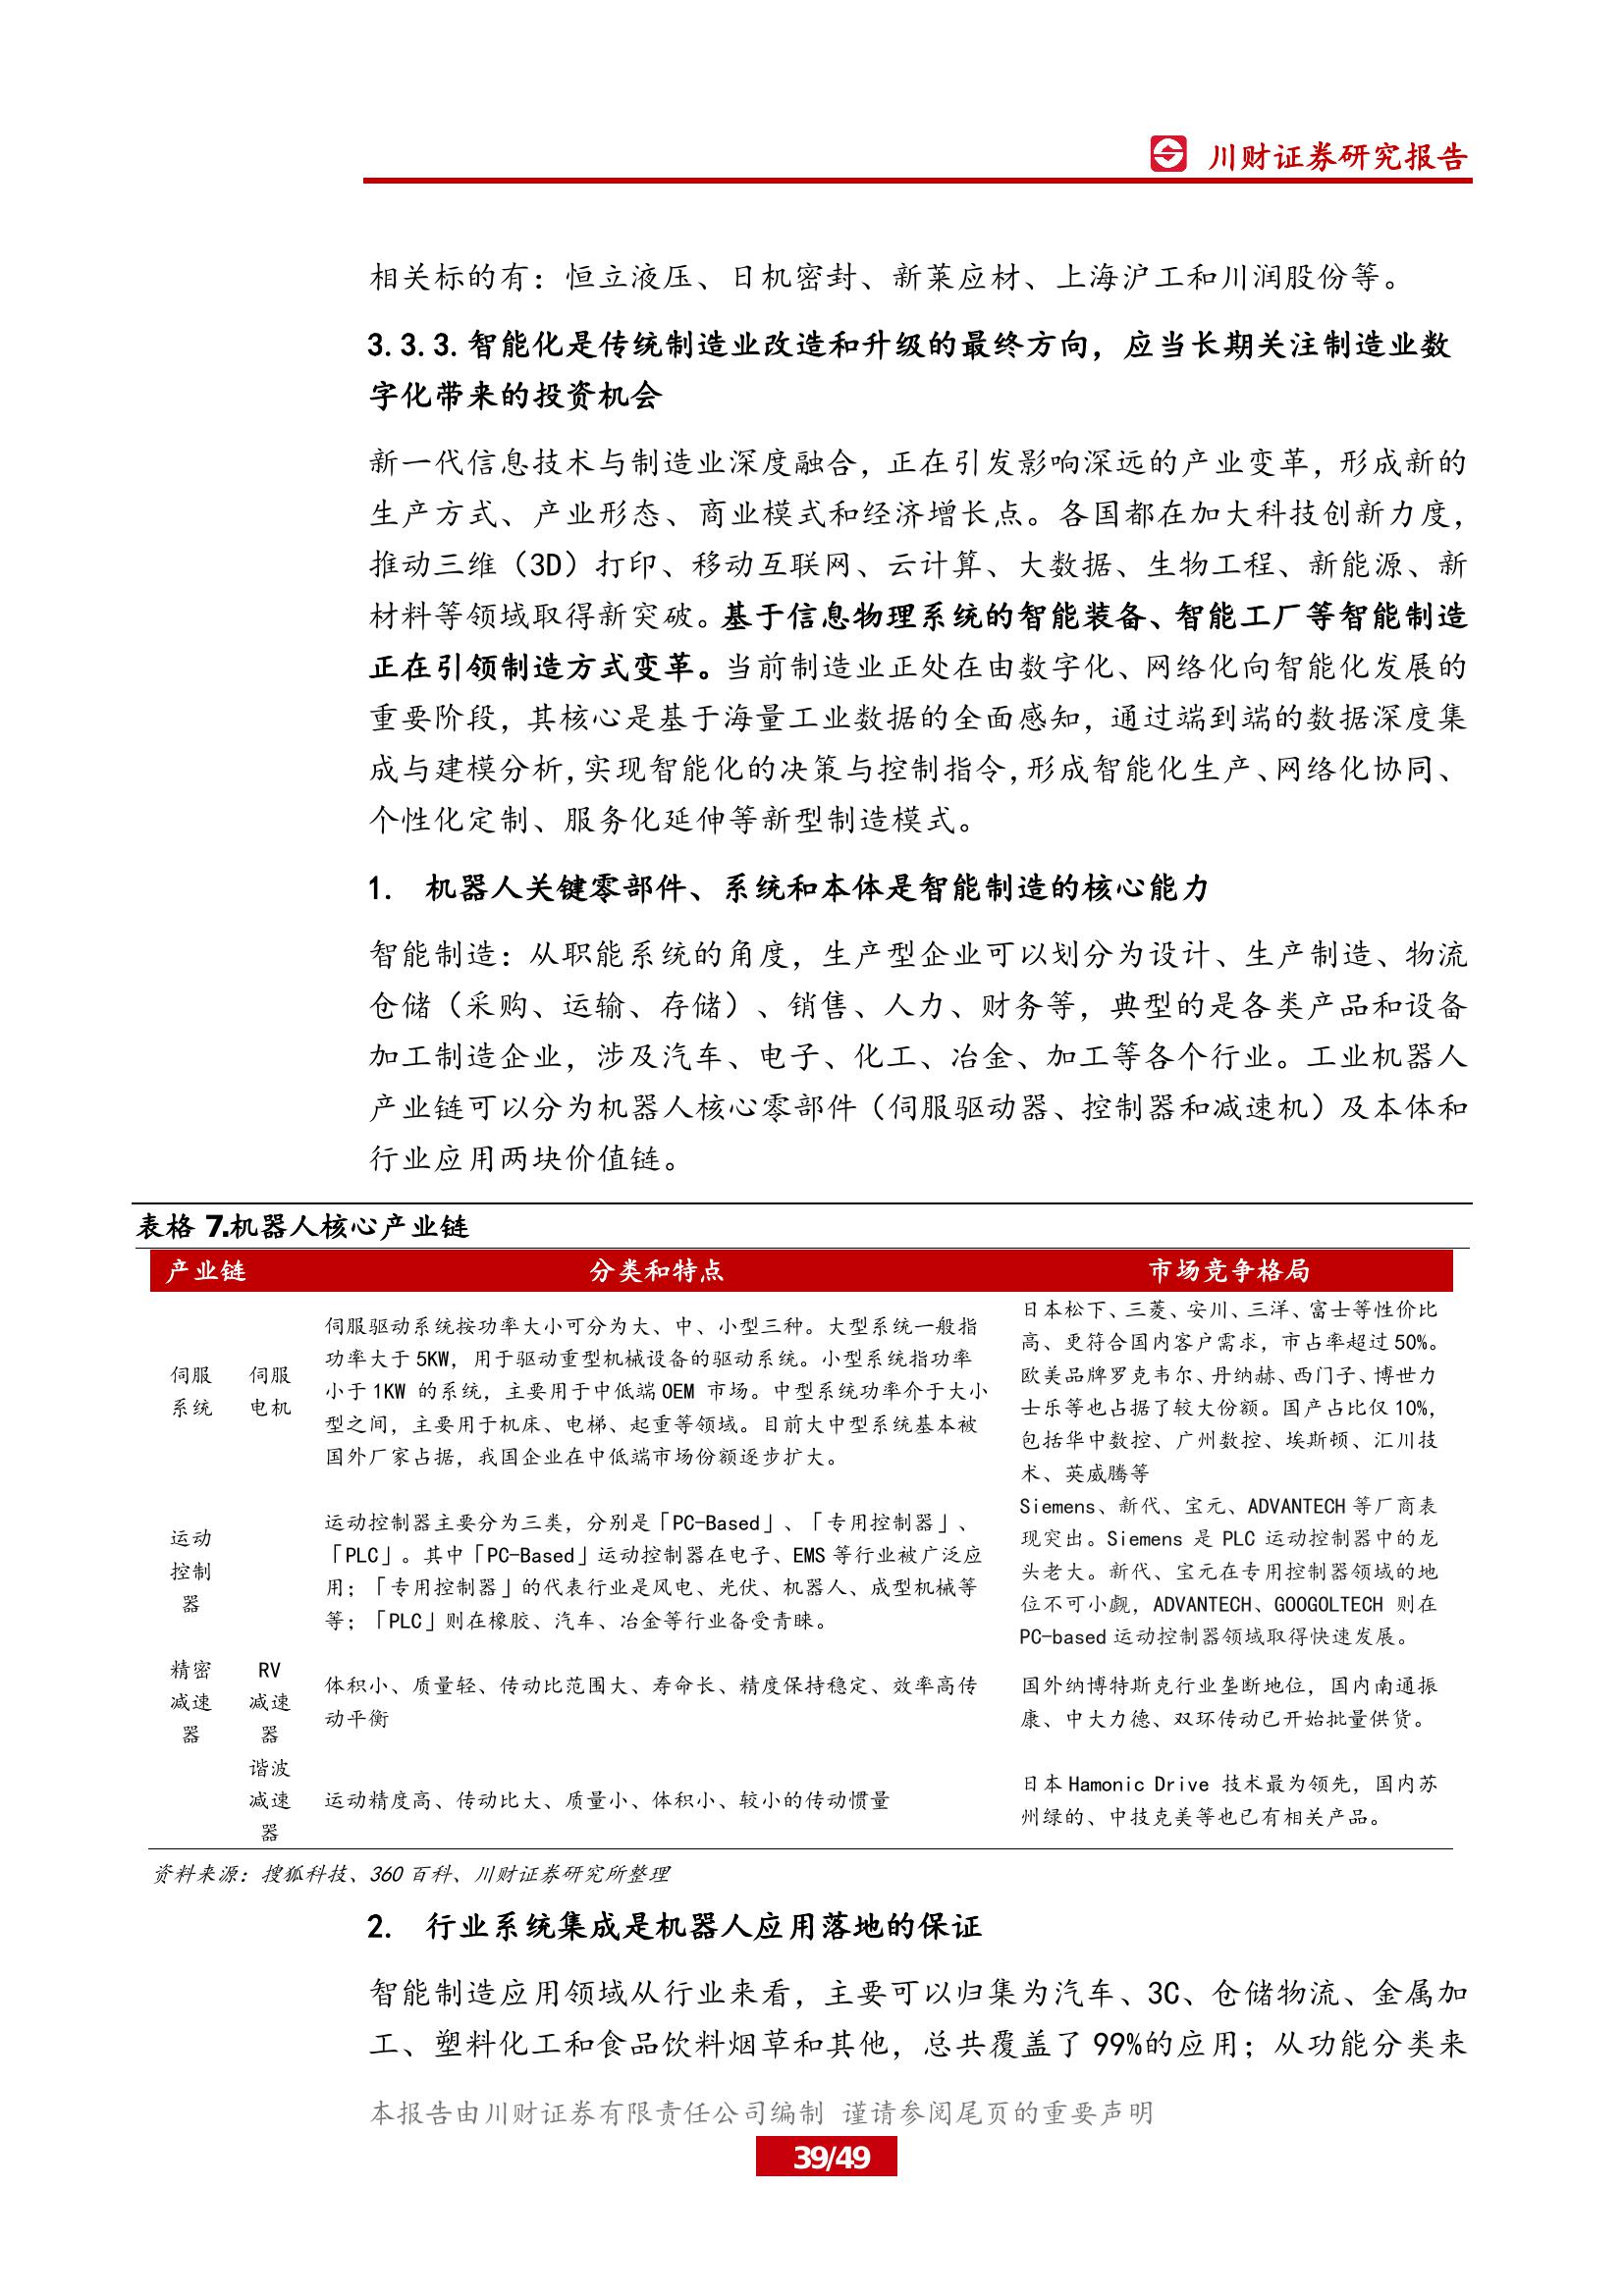 川财证券研究报告
相关标的有：恒立液压、日机密封、新莱应材、上海沪工和川润股份等。
3.3.3.智能化是传统制造业改造和升级的最终方向，应当长期关注制造业数
字化带来的投资机会
新一代信息技术与制造业深度融合，正在引发影响深远的产业变革，形成新的
生产方式、产业形态、商业模式和经济增长点。各国都在加大科技创新力度，
推动三维（3D）打印、移动互联网、云计算、大数据、生物工程、新能源、新
材料等领域取得新突破。基于信息物理系统的智能装备、智能工厂等智能制造
正在引领制造方式变革。当前制造业正处在由数字化、网络化向智能化发展的
重要阶段，其核心是基于海量工业数据的全面感知，通过端到端的数据深度集
成与建模分析，实现智能化的决策与控制指令，形成智能化生产、网络化协同、
个性化定制、服务化延伸等新型制造模式。
1. 机器人关键零部件、系统和本体是智能制造的核心能力
智能制造：从职能系统的角度，生产型企业可以划分为设计、生产制造、物流
仓储（采购、运输、存储）、销售、人力、财务等，典型的是各类产品和设备
加工制造企业，涉及汽车、电子、化工、冶金、加工等各个行业。工业机器人
产业链可以分为机器人核心零部件（伺服驱动器、控制器和减速机）及本体和
行业应用两块价值链。
表格 7.机器人核心产业链
产业链 分类和特点 市场竞争格局
伺服
系统
伺服
电机
伺服驱动系统按功率大小可分为大、中、小型三种。大型系统一般指
功率大于 5KW，用于驱动重型机械设备的驱动系统。小型系统指功率
小于 1KW 的系统，主要用于中低端 OEM 市场。中型系统功率介于大小
型之间，主要用于机床、电梯、起重等领域。目前大中型系统基本被
国外厂家占据，我国企业在中低端市场份额逐步扩大。
日本松下、三菱、安川、三洋、富士等性价比
高、更符合国内客户需求，市占率超过 50%。
欧美品牌罗克韦尔、丹纳赫、西门子、博世力
士乐等也占据了较大份额。国产占比仅 10%，
包括华中数控、广州数控、埃斯顿、汇川技
术、英威腾等
运动
控制
器
运动控制器主要分为三类，分别是「PC-Based」、「专用控制器」、
「PLC」。其中「PC-Based」运动控制器在电子、EMS 等行业被广泛应
用；「专用控制器」的代表行业是风电、光伏、机器人、成型机械等
等；「PLC」则在橡胶、汽车、冶金等行业备受青睐。
Siemens、新代、宝元、ADVANTECH 等厂商表
现突出。Siemens 是 PLC 运动控制器中的龙
头老大。新代、宝元在专用控制器领域的地
位不可小觑，ADVANTECH、GOOGOLTECH 则在
PC-based 运动控制器领域取得快速发展。
精密
减速
器
RV
减速
器
体积小、质量轻、传动比范围大、寿命长、精度保持稳定、效率高传
动平衡
国外纳博特斯克行业垄断地位，国内南通振
康、中大力德、双环传动已开始批量供货。
谐波
减速
器
运动精度高、传动比大、质量小、体积小、较小的传动惯量
日本 Hamonic Drive 技术最为领先，国内苏
州绿的、中技克美等也已有相关产品。
资料来源：搜狐科技、360 百科、川财证券研究所整理
2. 行业系统集成是机器人应用落地的保证
智能制造应用领域从行业来看，主要可以归集为汽车、3C、仓储物流、金属加
工、塑料化工和食品饮料烟草和其他，总共覆盖了 99%的应用；从功能分类来
本报告由川财证券有限责任公司编制 谨请参阅尾页的重要声明
39/49